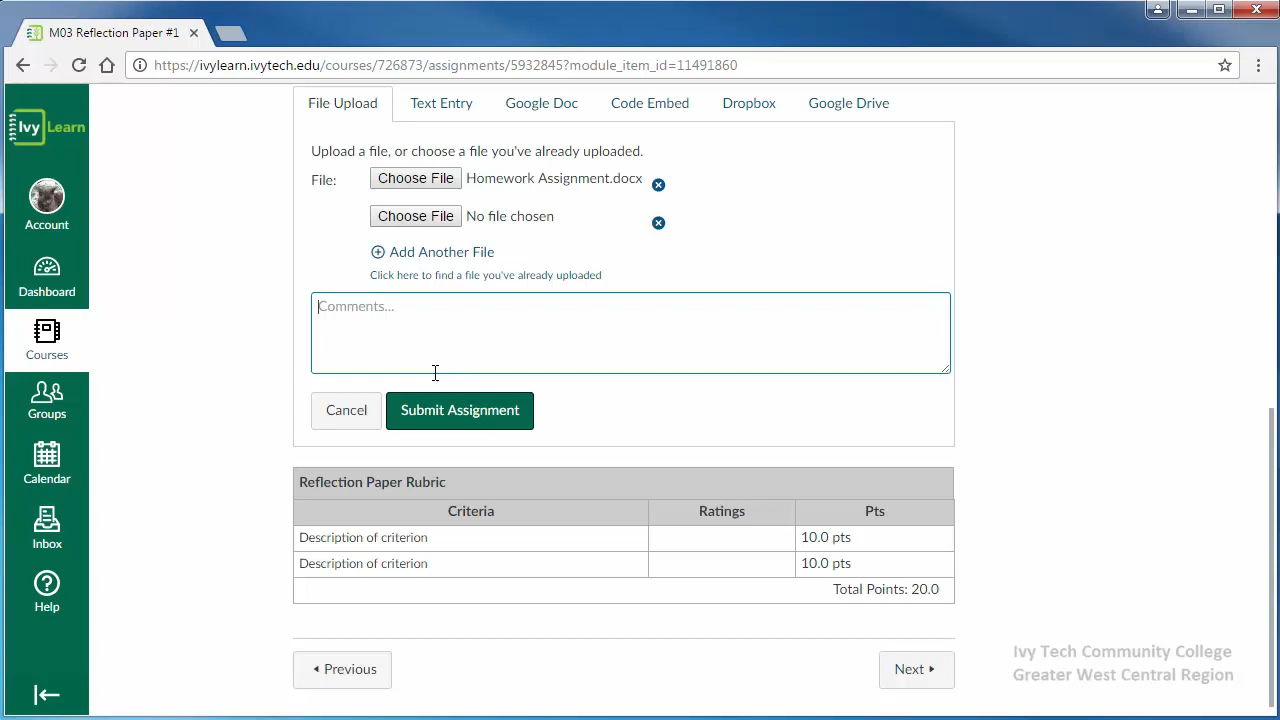 M03 Reflection Paper #1
https://ivylearn.ivytech.edu/courses/726873/assignments/5932845?module_item_id=11491860
Ivy Learn
Account
Dashboard
Courses
Groups
Calendar
Inbox
Help
File Upload
Text Entry
Google Doc
Code Embed
Dropbox
Google Drive
Upload a file, or choose a file you've already uploaded.
File:
Choose File Homework Assignment.docx
Choose File No file chosen
Add Another File
Click here to find a file you've already uploaded
Comments...
Cancel
Submit Assignment
Reflection Paper Rubric
Criteria Ratings Pts
Description of criterion 10.0 pts
Description of criterion 10.0 pts
Total Points: 20.0
Previous
Next
Ivy Tech Community College
Greater West Central Region